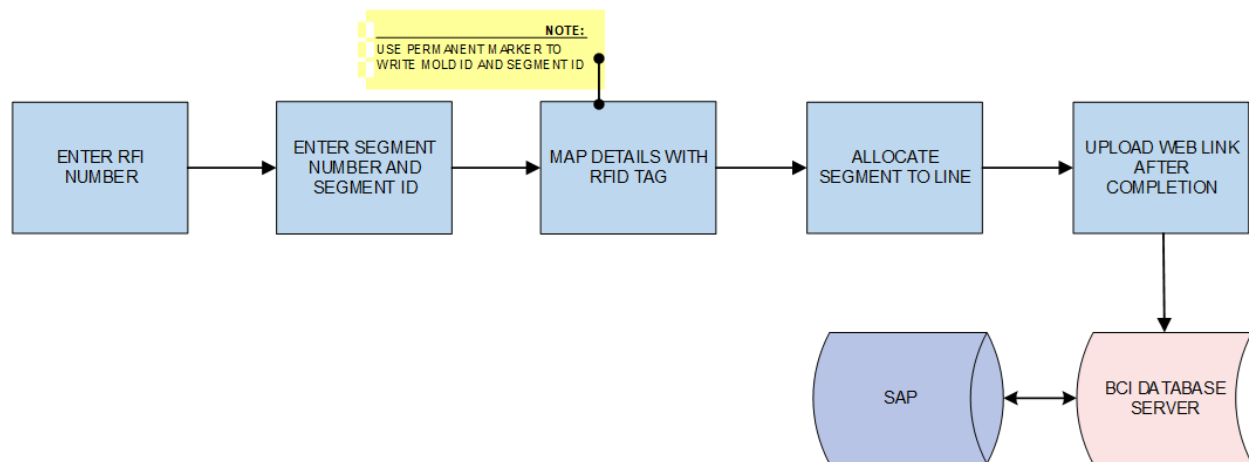 NOTE:
USE PERMANENT MARKER TO
WRITE MOLD ID AND SEGMENT ID
ENTER RFI
NUMBER
ENTER SEGMENT
NUMBER AND
SEGMENT ID
MAP DETAILS WITH
RFID TAG
ALLOCATE
SEGMENT TO LINE
UPLOAD WEB LINK
AFTER
COMPLETION
SAP
BCI DATABASE
SERVER